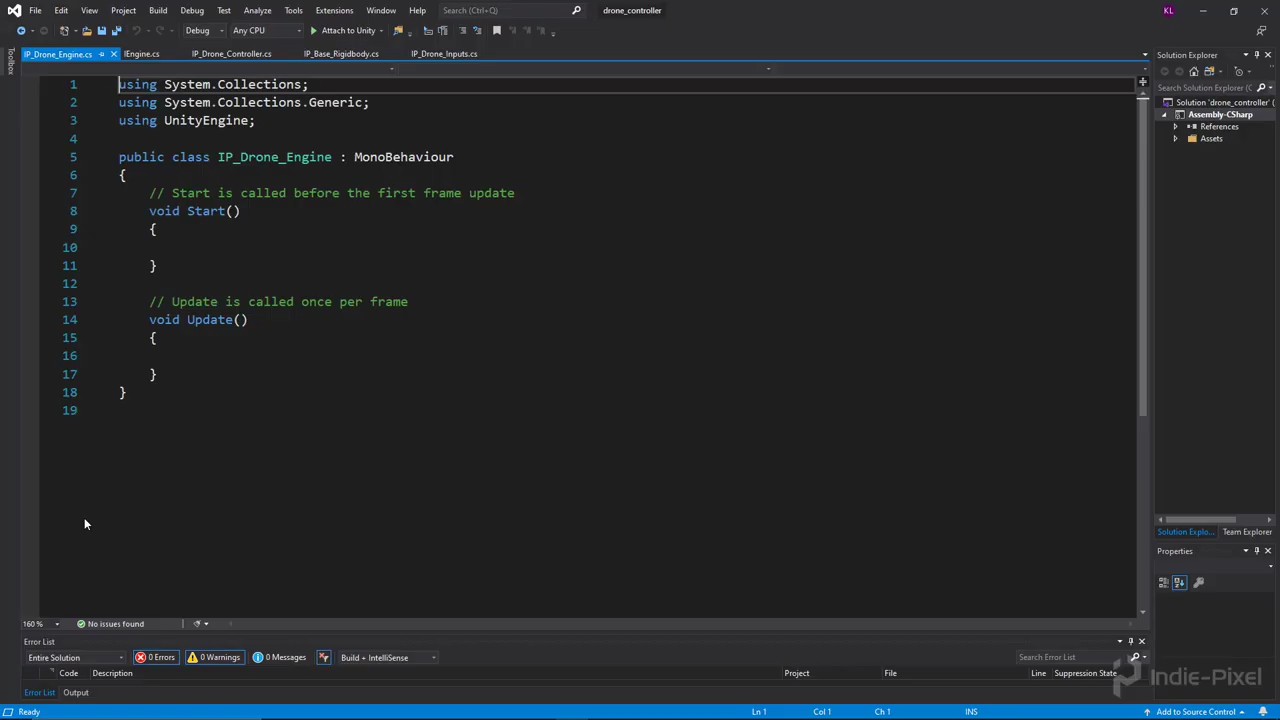 File Edit View Project Build Debug Test Analyze Tools Extensions Window Help Search (Ctrl+Q) drone_controller KL
Debug Any CPU Attach to Unity
Toolbox
IP_Drone_Engine.cs IEngine.cs IP_Drone_Controller.cs IP_Base_Rigidbody.cs IP_Drone_Inputs.cs
1 using System.Collections;
2 using System.Collections.Generic;
3 using UnityEngine;
4
5 public class IP_Drone_Engine : MonoBehaviour
6 {
7 // Start is called before the first frame update
8 void Start()
9 {
10
11 }
12
13 // Update is called once per frame
14 void Update()
15 {
16
17 }
18 }
19
160 % No issues found
Solution Explorer
Search Solution Explorer
Solution 'drone_controller' (
Assembly-CSharp
References
Assets
Solution Explo... Team Explorer
Properties
Error List
Entire Solution 0 Errors 0 Warnings 0 Messages Build + IntelliSense Search Error List
Code Description Project File Line Suppression State
Error List Output
Indie-Pixel
Ready Ln 1 Col 1 Ch 1 INS Add to Source Control